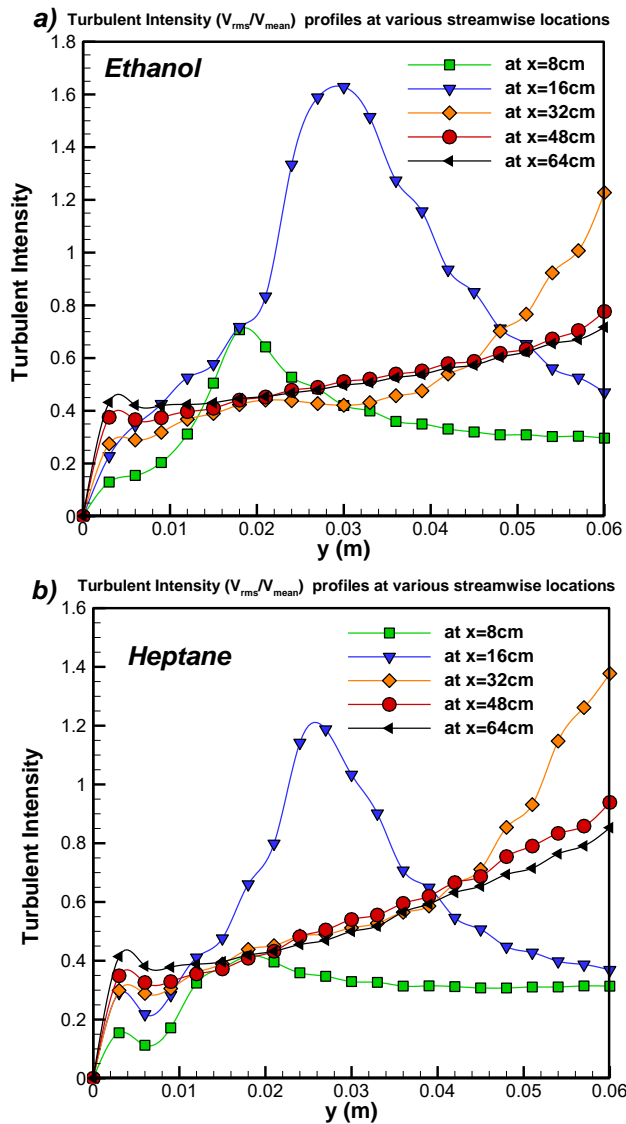 a)
Turbulent Intensity (Vrms/Vmean) profiles at various streamwise locations
1.8
1.6
1.4
1.2
1
0.8
0.6
0.4
0.2
0
Turbulent Intensity
Ethanol
at x=8cm
at x=16cm
at x=32cm
at x=48cm
at x=64cm
0 0.01 0.02 0.03 0.04 0.05 0.06
y (m)
b)
Turbulent Intensity (Vrms/Vmean) profiles at various streamwise locations
1.6
1.4
1.2
1
0.8
0.6
0.4
0.2
0
Turbulent Intensity
Heptane
at x=8cm
at x=16cm
at x=32cm
at x=48cm
at x=64cm
0 0.01 0.02 0.03 0.04 0.05 0.06
y (m)